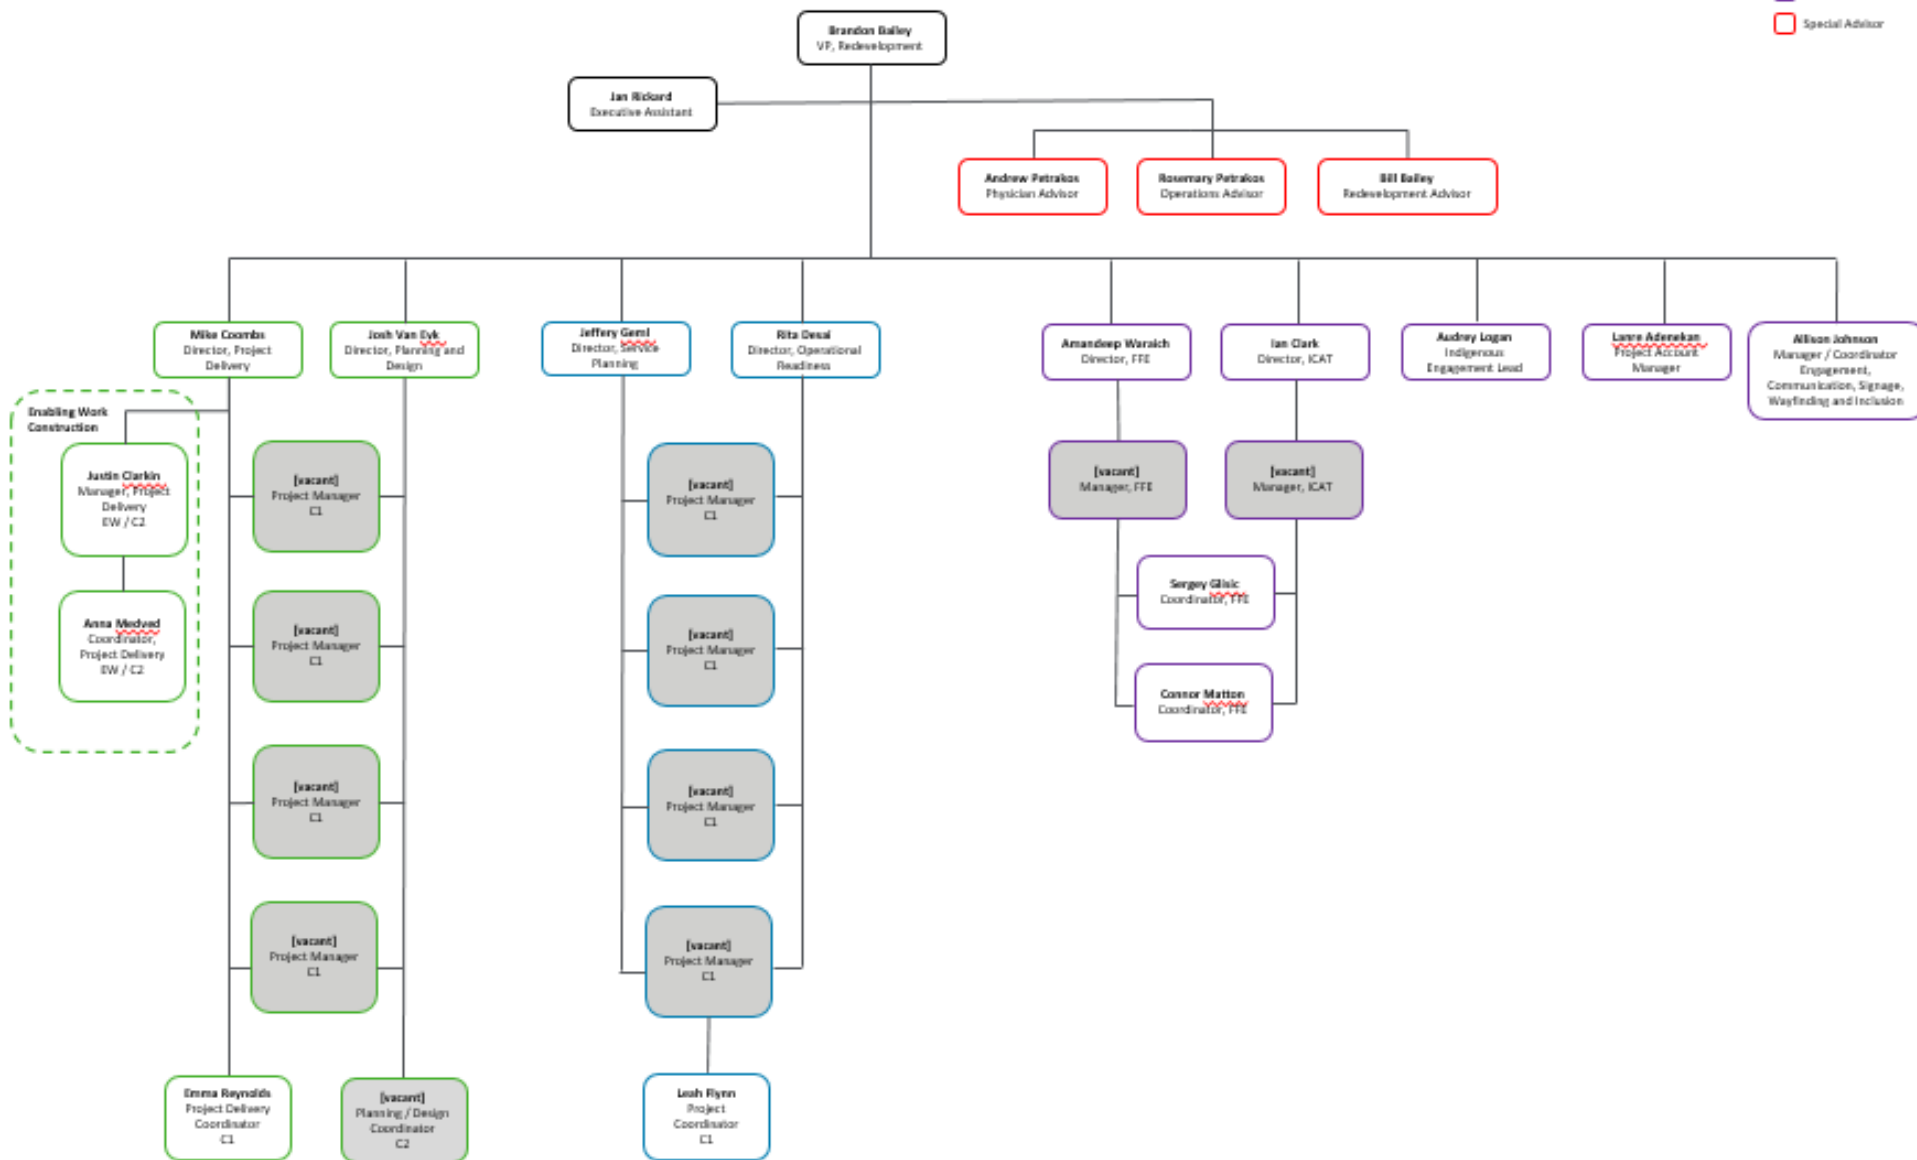 Special Advisor
Brandon Bailey
VP, Redevelopment
Jan Rickard
Executive Assistant
Andrew Petrakos
Physician Advisor
Rosemary Petrakos
Operations Advisor
Bill Bailey
Redevelopment Advisor
Mike Coombs
Director, Project
Delivery
Josh Van Eyk
Director, Planning and
Design
Jeffery Geml
Director, Service
Planning
Rita Desai
Director, Operational
Readiness
Amandeep Waraich
Director, FFE
Ian Clark
Director, ICAT
Audrey Logan
Indigenous
Engagement Lead
Lanre Adenekan
Project Account
Manager
Allison Johnson
Manager / Coordinator
Engagement,
Communication, Signage,
Wayfinding and Inclusion
Enabling Work
Construction
Justin Clarkin
Manager, Project
Delivery
EW / C2
Anna Medved
Coordinator,
Project Delivery
EW / C2
[vacant]
Project Manager
C1
[vacant]
Project Manager
C1
[vacant]
Project Manager
C1
[vacant]
Project Manager
C1
Emma Reynolds
Project Delivery
Coordinator
C1
[vacant]
Planning / Design
Coordinator
C2
[vacant]
Project Manager
C1
[vacant]
Project Manager
C1
[vacant]
Project Manager
C1
[vacant]
Project Manager
C1
Leah Flynn
Project
Coordinator
C1
[vacant]
Manager, FFE
[vacant]
Manager, ICAT
Sergey Glisic
Coordinator, FFE
Connor Matton
Coordinator, FFE